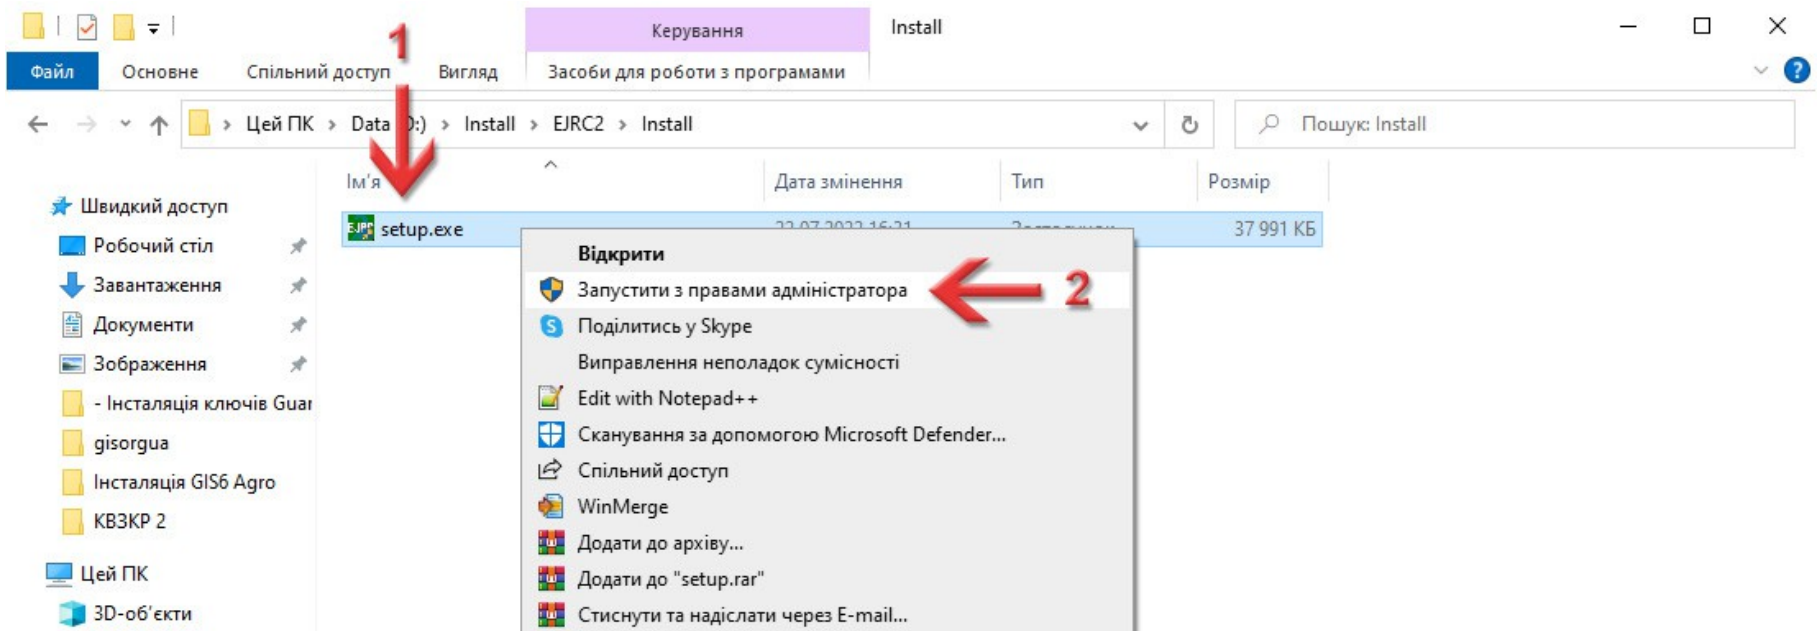 Керування
Install
1
Файл Основне Спільний доступ Вигляд Засоби для роботи з програмами
Цей ПК > Data (D:) > Install > EJRC2 > Install
Пошук: Install
Ім'я Дата змінення Тип Розмір
Швидкий доступ
setup.exe 37 991 КБ
Робочий стіл
Відкрити
Завантаження
Запустити з правами адміністратора
2
Документи
Поділитись у Skype
Зображення
Виправлення неполадок сумісності
- Інсталяція ключів Guar
Edit with Notepad++
gisorgua
Сканування за допомогою Microsoft Defender...
Інсталяція GIS6 Agro
Спільний доступ
КВЗКР 2
WinMerge
Додати до архіву...
Цей ПК
Додати до "setup.rar"
3D-об'єкти
Стиснути та надіслати через E-mail...